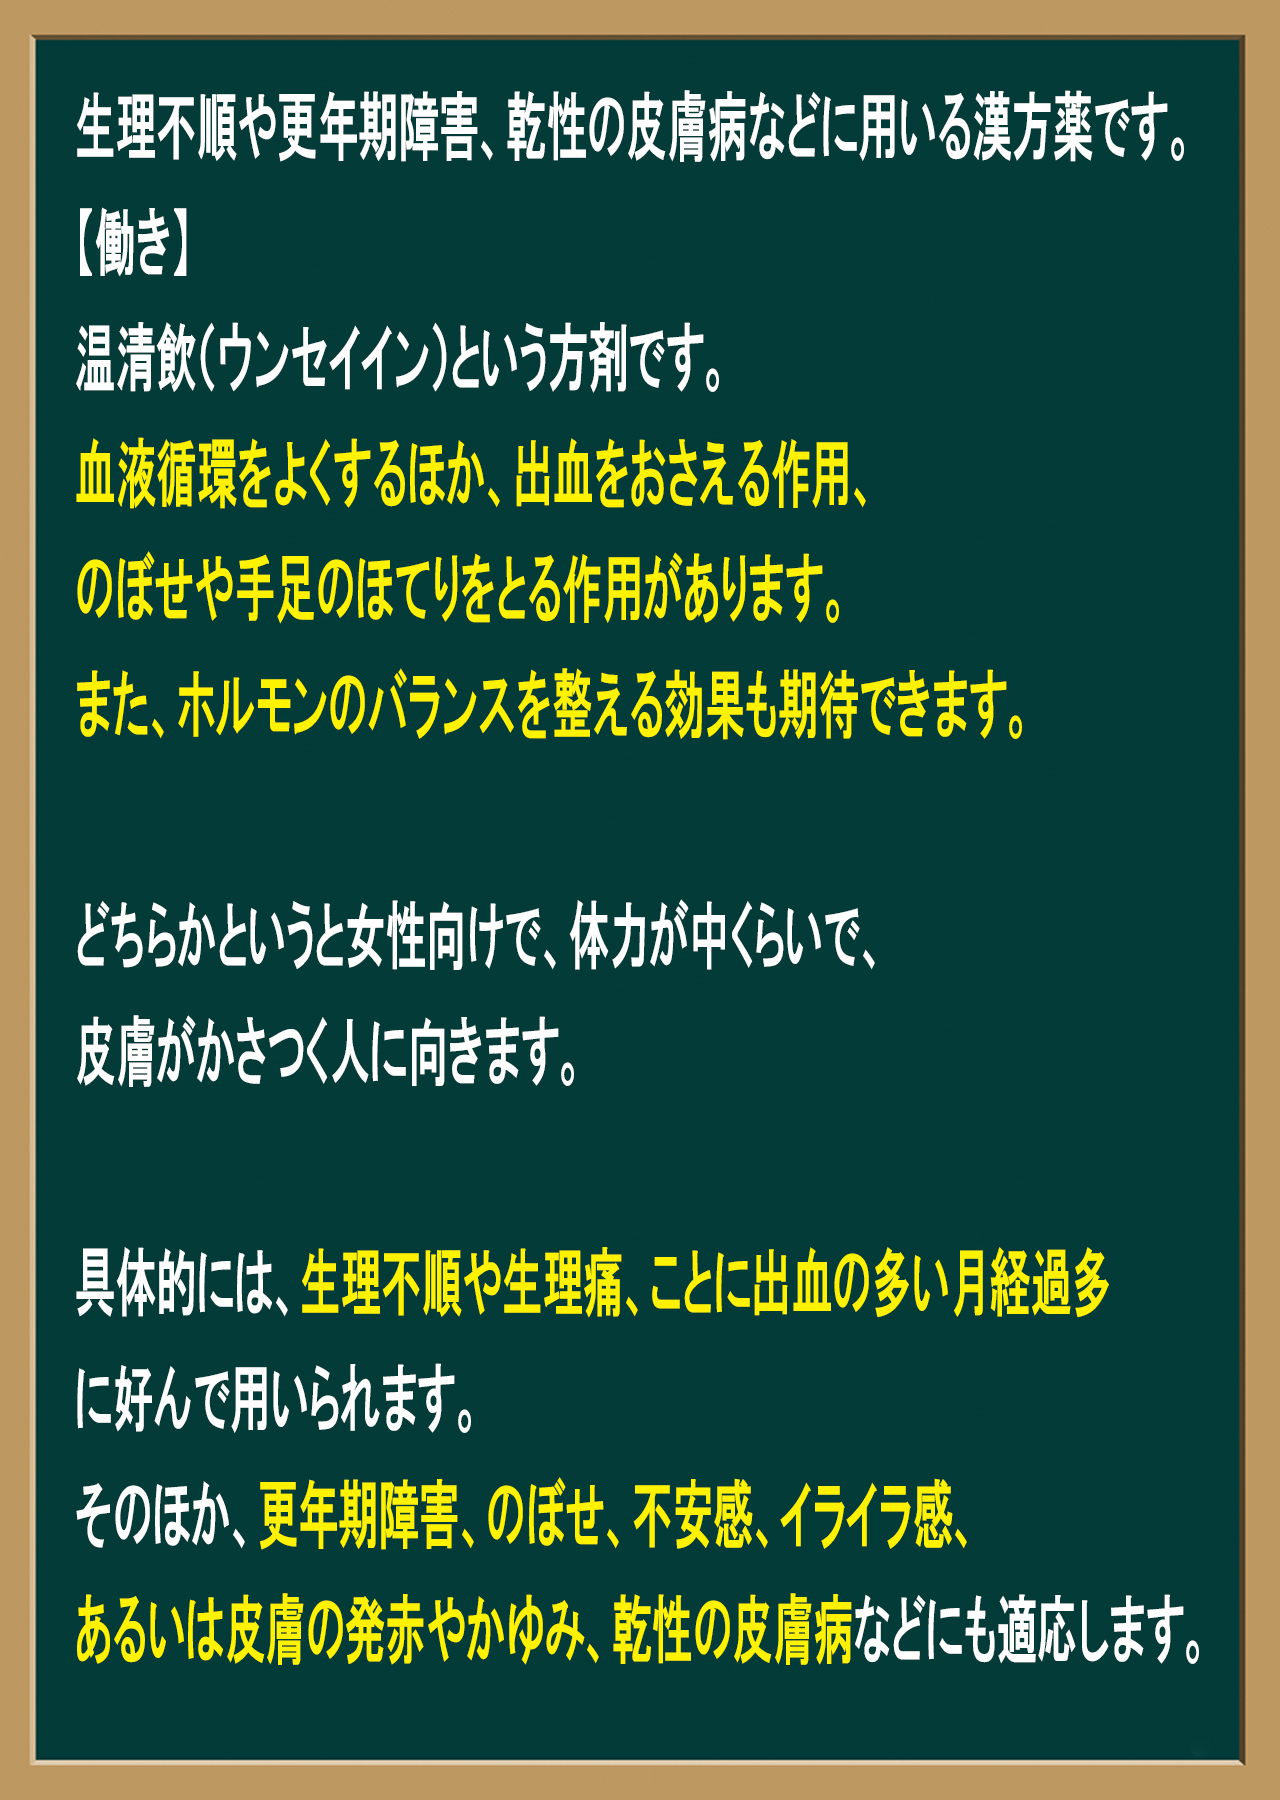 生理不順や更年期障害、乾性の皮膚病などに用いる漢方薬です。
【働き】
温清飲（ウンセイイン）という方剤です。
血液循環をよくするほか、出血をおさえる作用、
のぼせや手足のほてりをとる作用があります。
また、ホルモンのバランスを整える効果も期待できます。
どちらかというと女性向けで、体力が中くらいで、
皮膚がかさつく人に向きます。
具体的には、生理不順や生理痛、ことに出血の多い月経過多
に好んで用いられます。
そのほか、更年期障害、のぼせ、不安感、イライラ感、
あるいは皮膚の発赤やかゆみ、乾性の皮膚病などにも適応します。